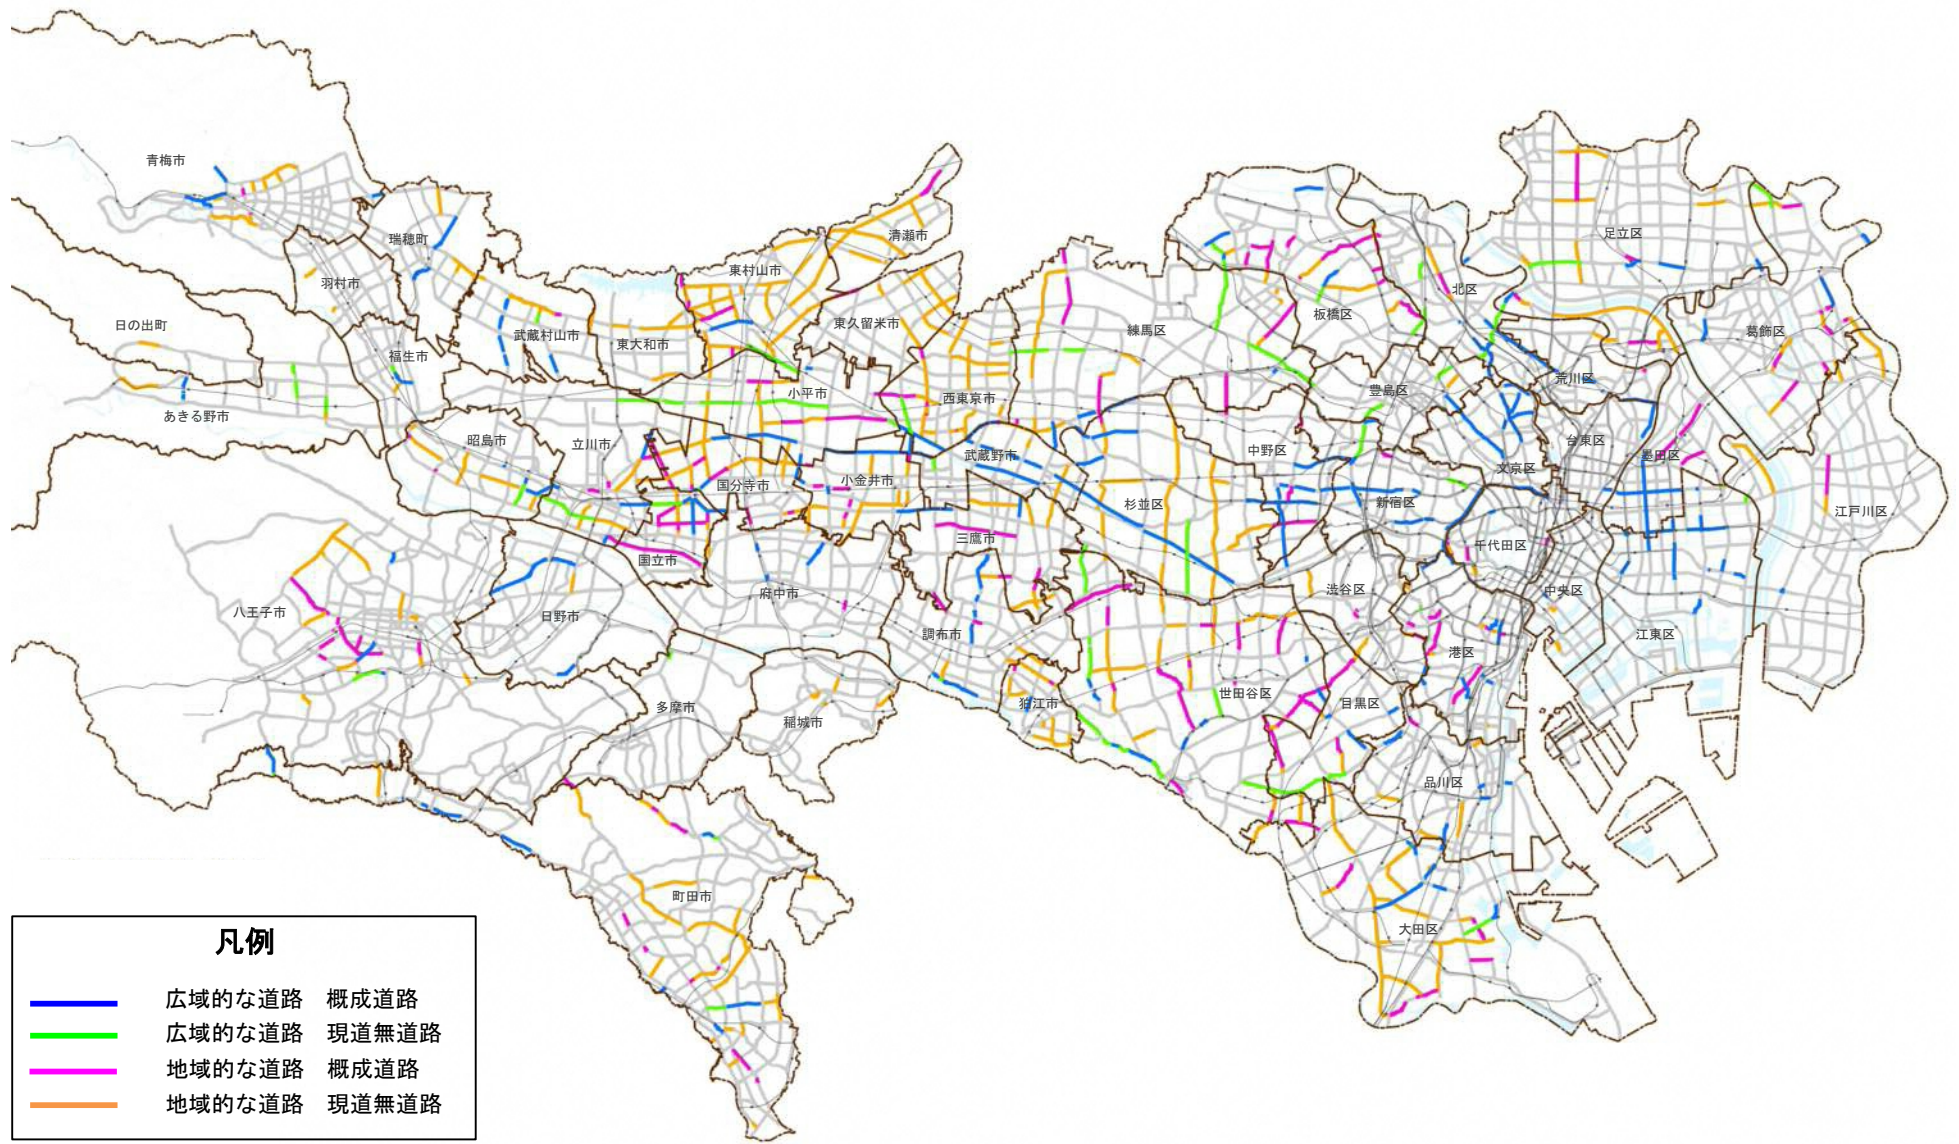 青梅市
瑞穂町
羽村市
日の出町
福生市
あきる野市
武蔵村山市
東大和市
東村山市
清瀬市
東久留米市
小平市
西東京市
昭島市
立川市
国分寺市
小金井市
武蔵野市
三鷹市
国立市
府中市
調布市
狛江市
八王子市
日野市
多摩市
稲城市
町田市
練馬区
板橋区
北区
足立区
葛飾区
荒川区
豊島区
中野区
杉並区
新宿区
文京区
台東区
墨田区
江戸川区
千代田区
中央区
渋谷区
港区
江東区
世田谷区
目黒区
品川区
大田区
凡例
広域的な道路 概成道路
広域的な道路 現道無道路
地域的な道路 概成道路
地域的な道路 現道無道路